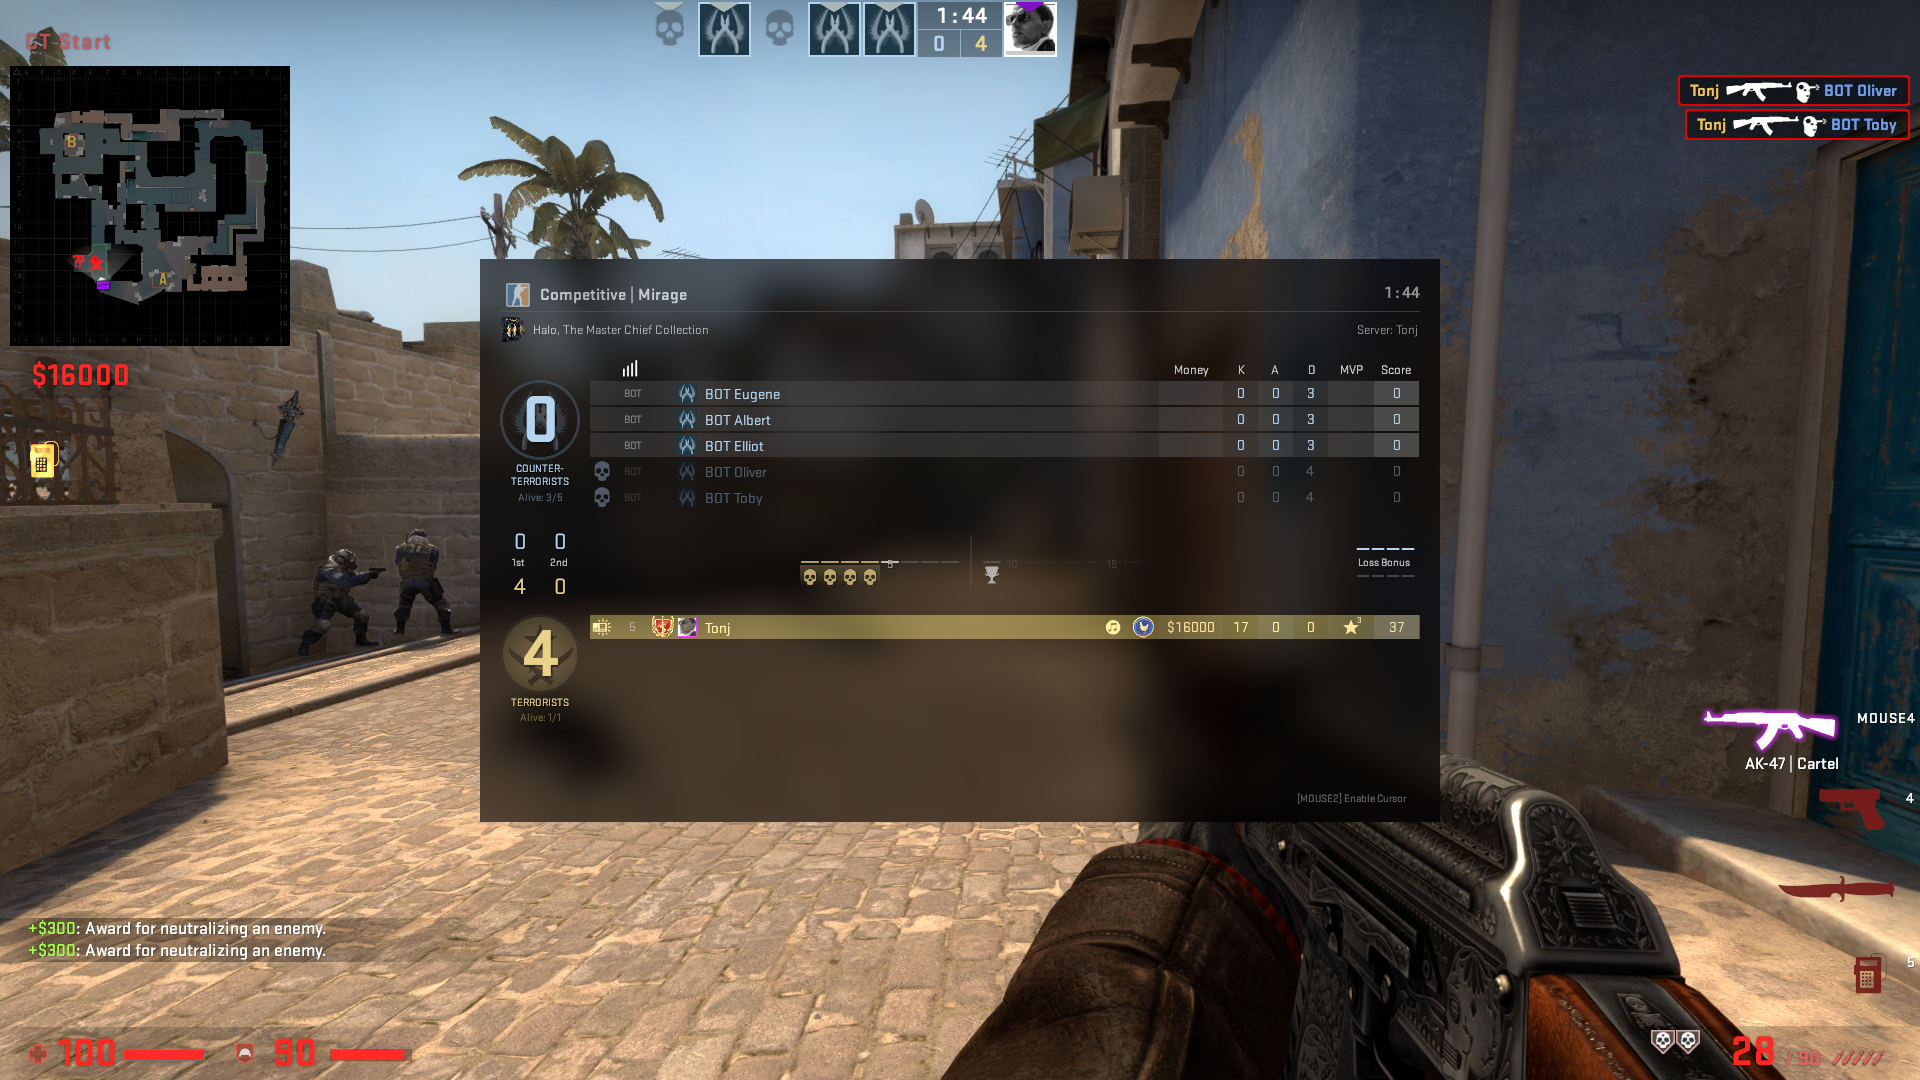 CT Start
1:44
0 4
Tonj BOT Oliver
Tonj BOT Toby
B
A
$16000
Competitive | Mirage 1:44
Halo, The Master Chief Collection Server: Tonj
Money K A D MVP Score
0
COUNTER-
TERRORISTS
Alive: 3/5
BOT BOT Eugene 0 0 3 0
BOT BOT Albert 0 0 3 0
BOT BOT Elliot 0 0 3 0
BOT BOT Oliver 0 0 4 0
BOT BOT Toby 0 0 4 0
0 0
1st 2nd
4 0
5 10 15
Loss Bonus
5 Tonj $16000 17 0 0 3 37
4
TERRORISTS
Alive: 1/1
[MOUSE2] Enable Cursor
MOUSE4
AK-47 | Cartel
4
5
+$300: Award for neutralizing an enemy.
+$300: Award for neutralizing an enemy.
100 90
28 / 90